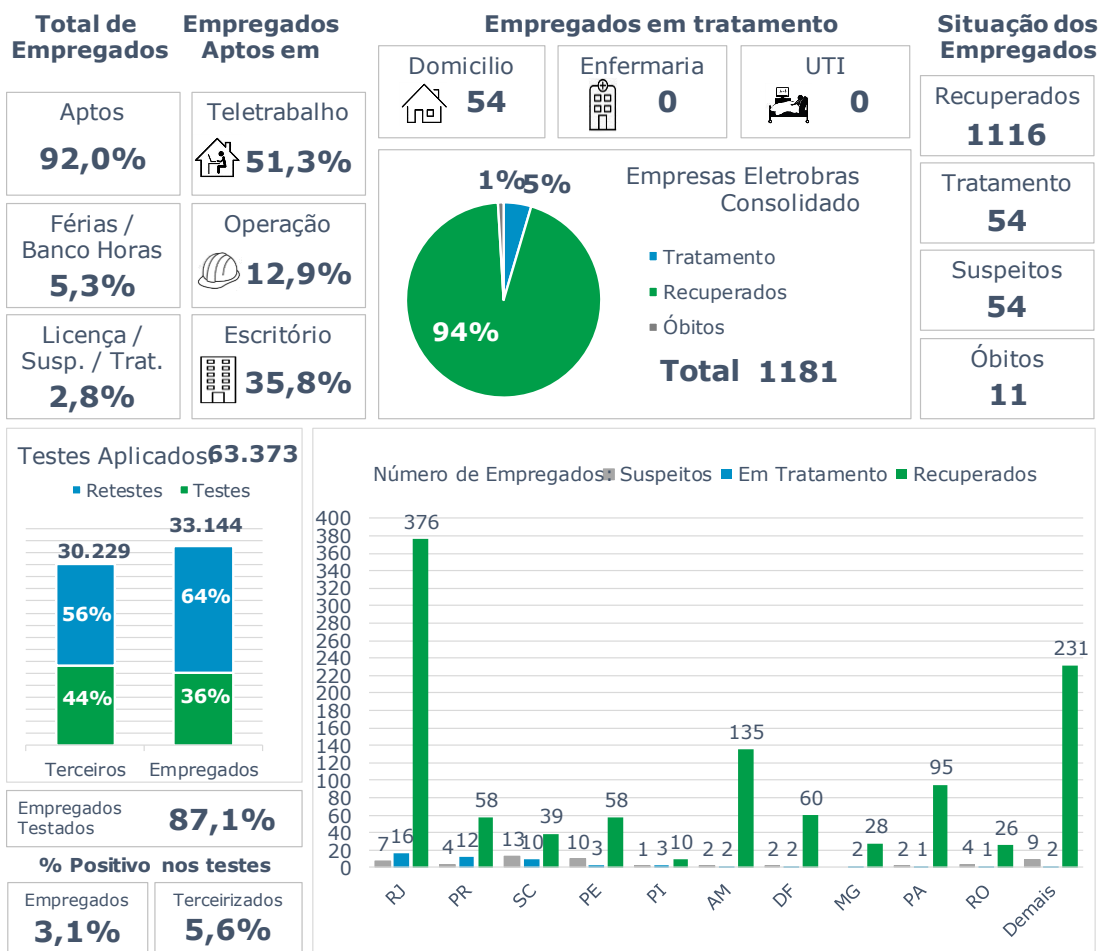 Total de
Empregados
Empregados
Aptos em
Aptos
92,0%
Férias /
Banco Horas
5,3%
Licença /
Susp. / Trat.
2,8%
Teletrabalho
51,3%
Operação
12,9%
Escritório
35,8%
Empregados em tratamento
Domicilio
54
Enfermaria
0
UTI
0
Empresas Eletrobras
Consolidado
1% 5%
94%
Tratamento
Recuperados
Óbitos
Total 1181
Situação dos
Empregados
Recuperados
1116
Tratamento
54
Suspeitos
54
Óbitos
11
Testes Aplicados: 63.373
Retestes Testes
30.229 33.144
56% 64%
44% 36%
Terceiros Empregados
Empregados
Testados
87,1%
% Positivo nos testes
Empregados
3,1%
Terceirizados
5,6%
Número de Empregados: Suspeitos Em Tratamento Recuperados
400
380
360
340
320
300
280
260
240
220
200
180
160
140
120
100
80
60
40
20
0
7 16 376
4 12 58
13 10 39
10 3 58
1 3 10
2 2 135
2 2 60
2 28
2 1 95
4 1 26
9 2 231
RJ PR SC PE PI AM DF MG PA RO Demais